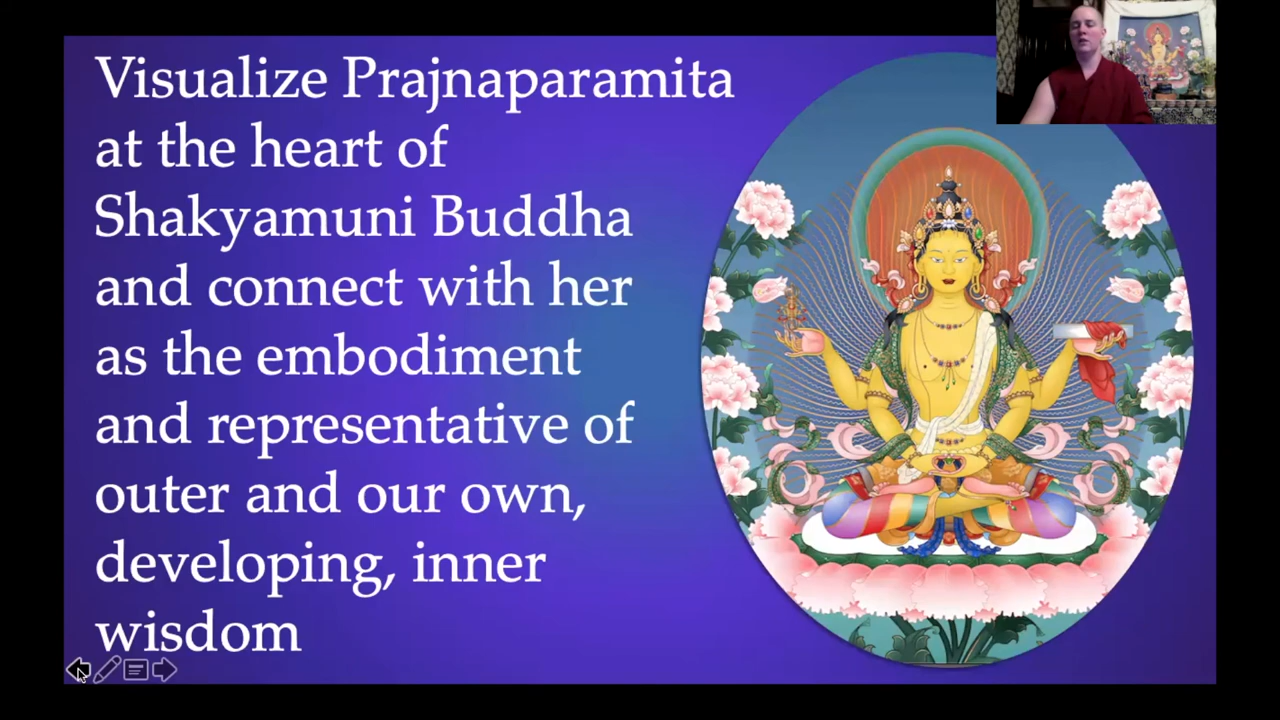 Visualize Prajnaparamita
at the heart of
Shakyamuni Buddha
and connect with her
as the embodiment
and representative of
outer and our own,
developing, inner
wisdom